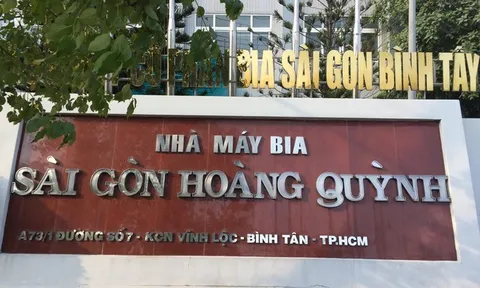 BIA SÀI GÒN BÌNH TÂY
NHÀ MÁY BIA
SÀI GÒN HOÀNG QUỲNH
A73/1 ĐƯỜNG SỐ 7 - KCN VĨNH LỘC - BÌNH TÂN - TP.HCM